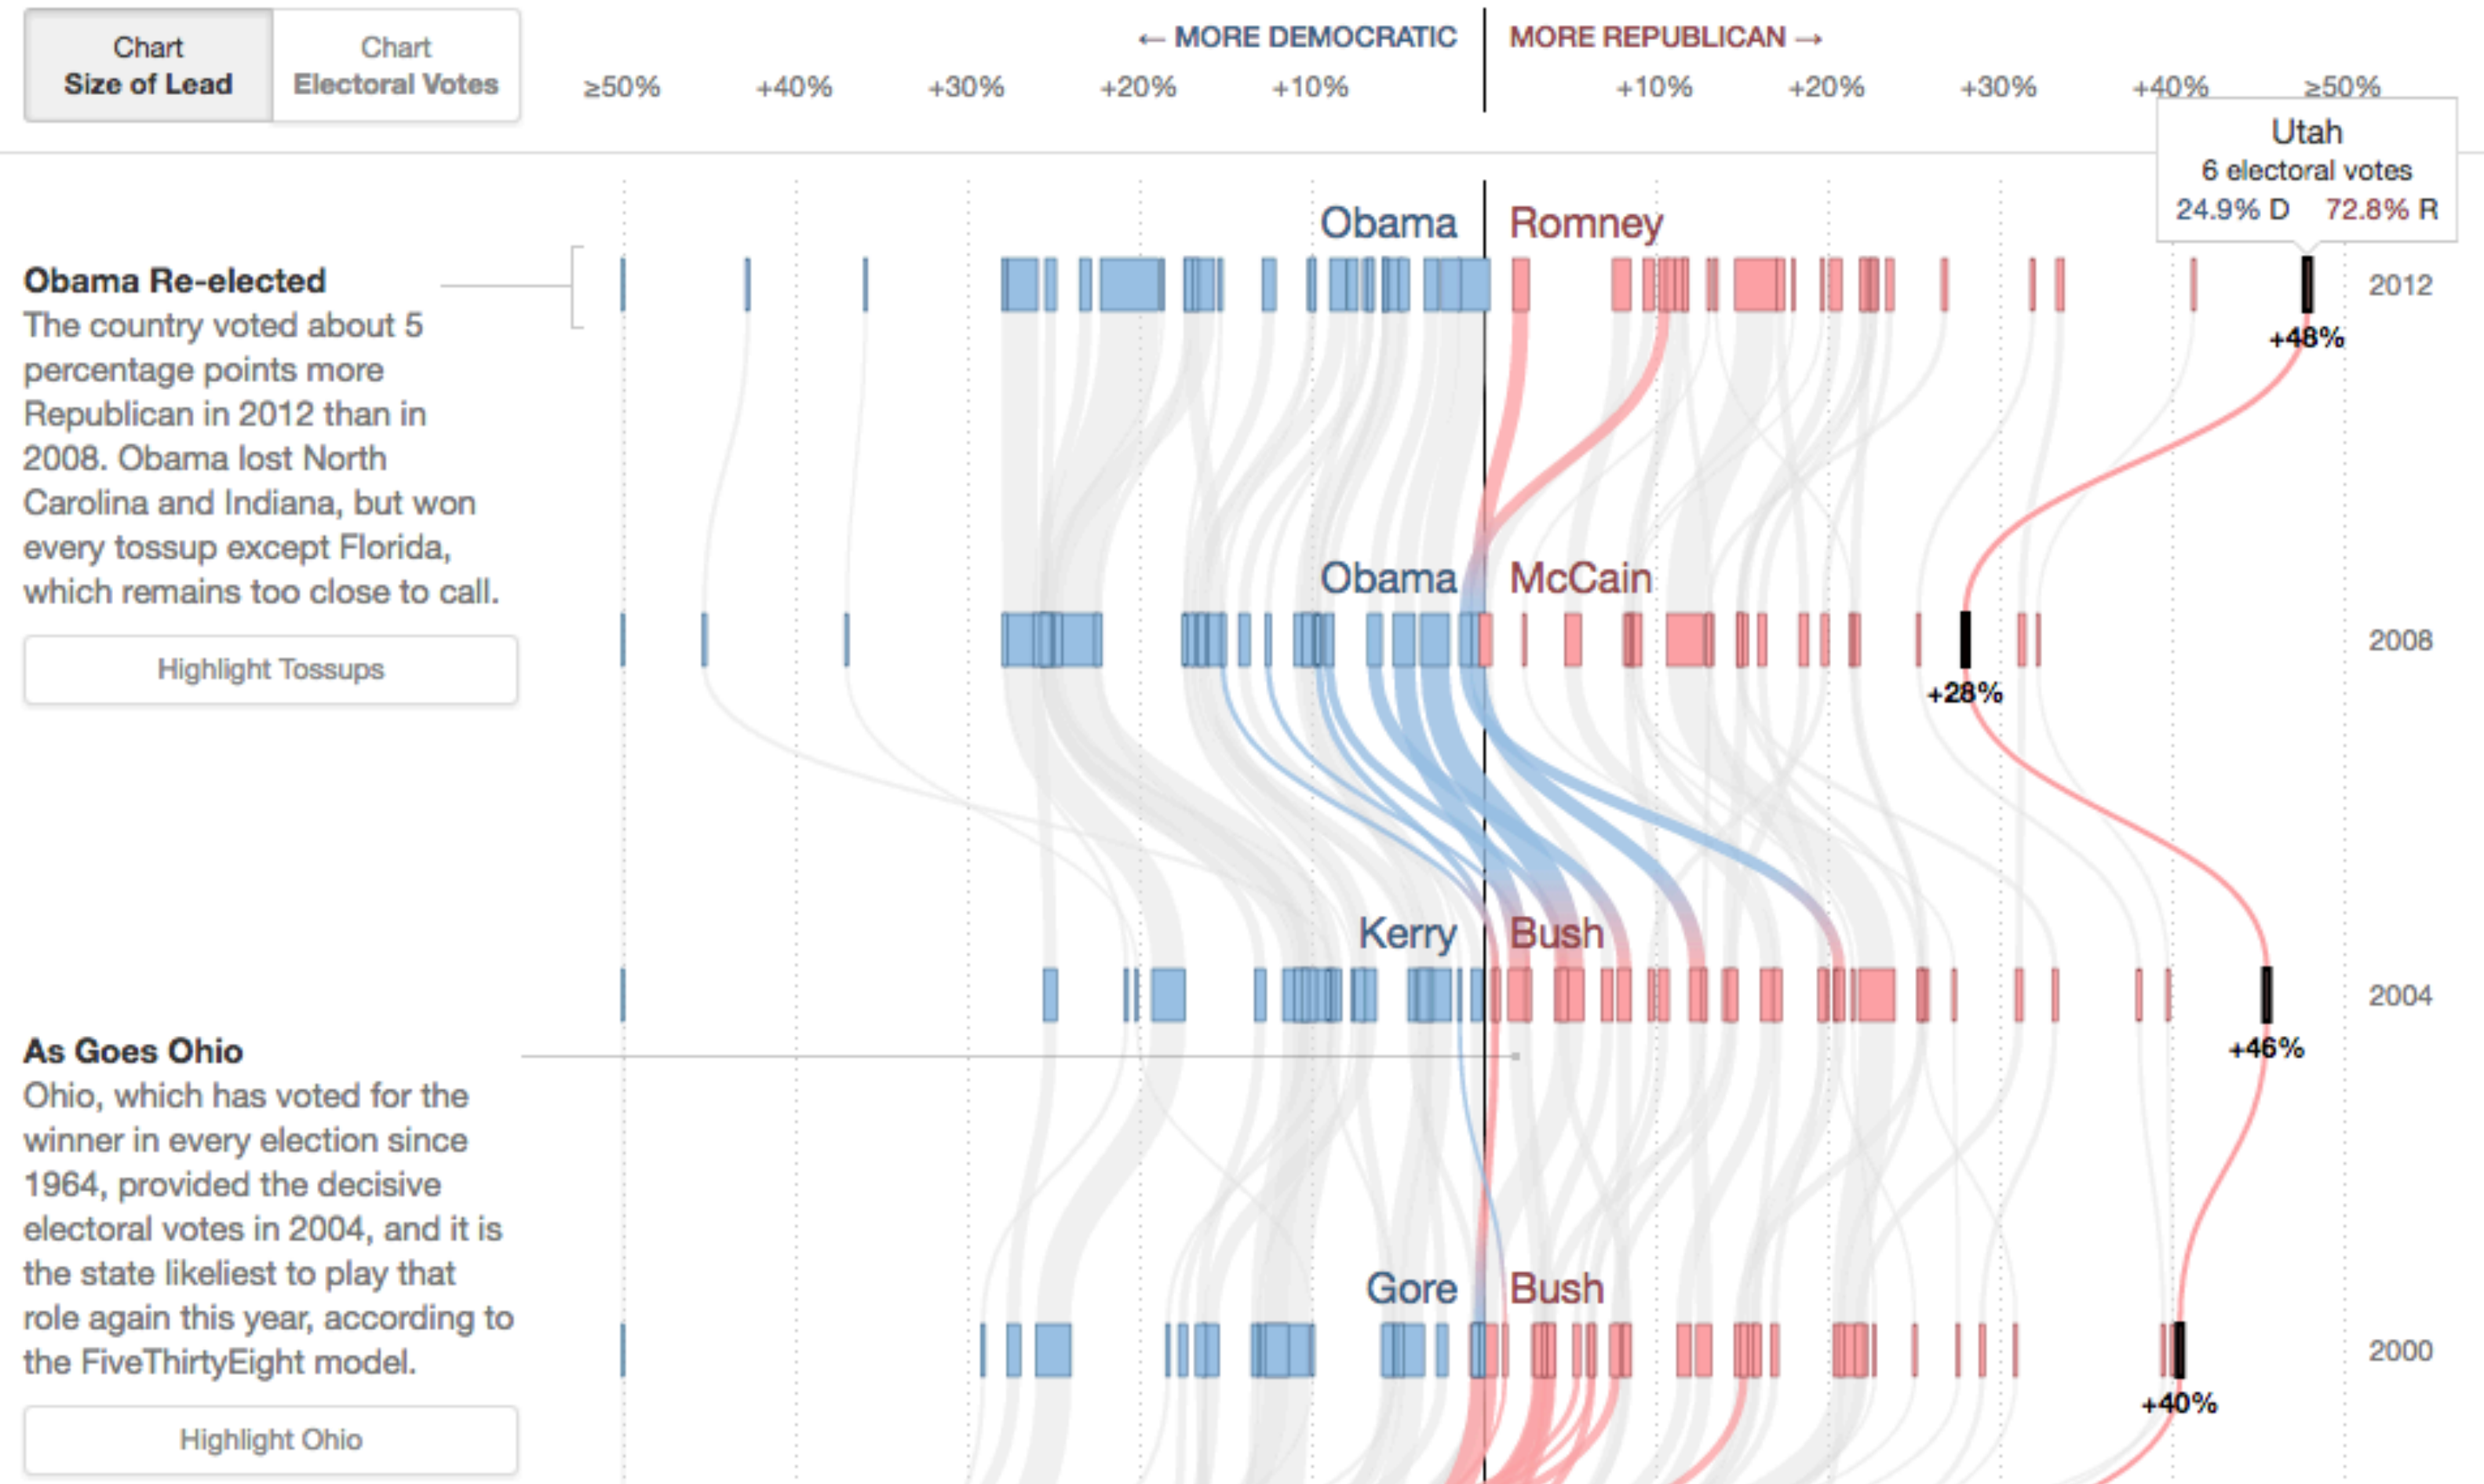 Chart
Size of Lead
Chart
Electoral Votes
← MORE DEMOCRATIC
MORE REPUBLICAN →
≥50% +40% +30% +20% +10% +10% +20% +30% +40% ≥50%
Utah
6 electoral votes
24.9% D 72.8% R
Obama Romney
2012
+48%
Obama Re-elected
The country voted about 5
percentage points more
Republican in 2012 than in
2008. Obama lost North
Carolina and Indiana, but won
every tossup except Florida,
which remains too close to call.
Highlight Tossups
Obama McCain
2008
+28%
Kerry Bush
2004
+46%
As Goes Ohio
Ohio, which has voted for the
winner in every election since
1964, provided the decisive
electoral votes in 2004, and it is
the state likeliest to play that
role again this year, according to
the FiveThirtyEight model.
Highlight Ohio
Gore Bush
2000
+40%